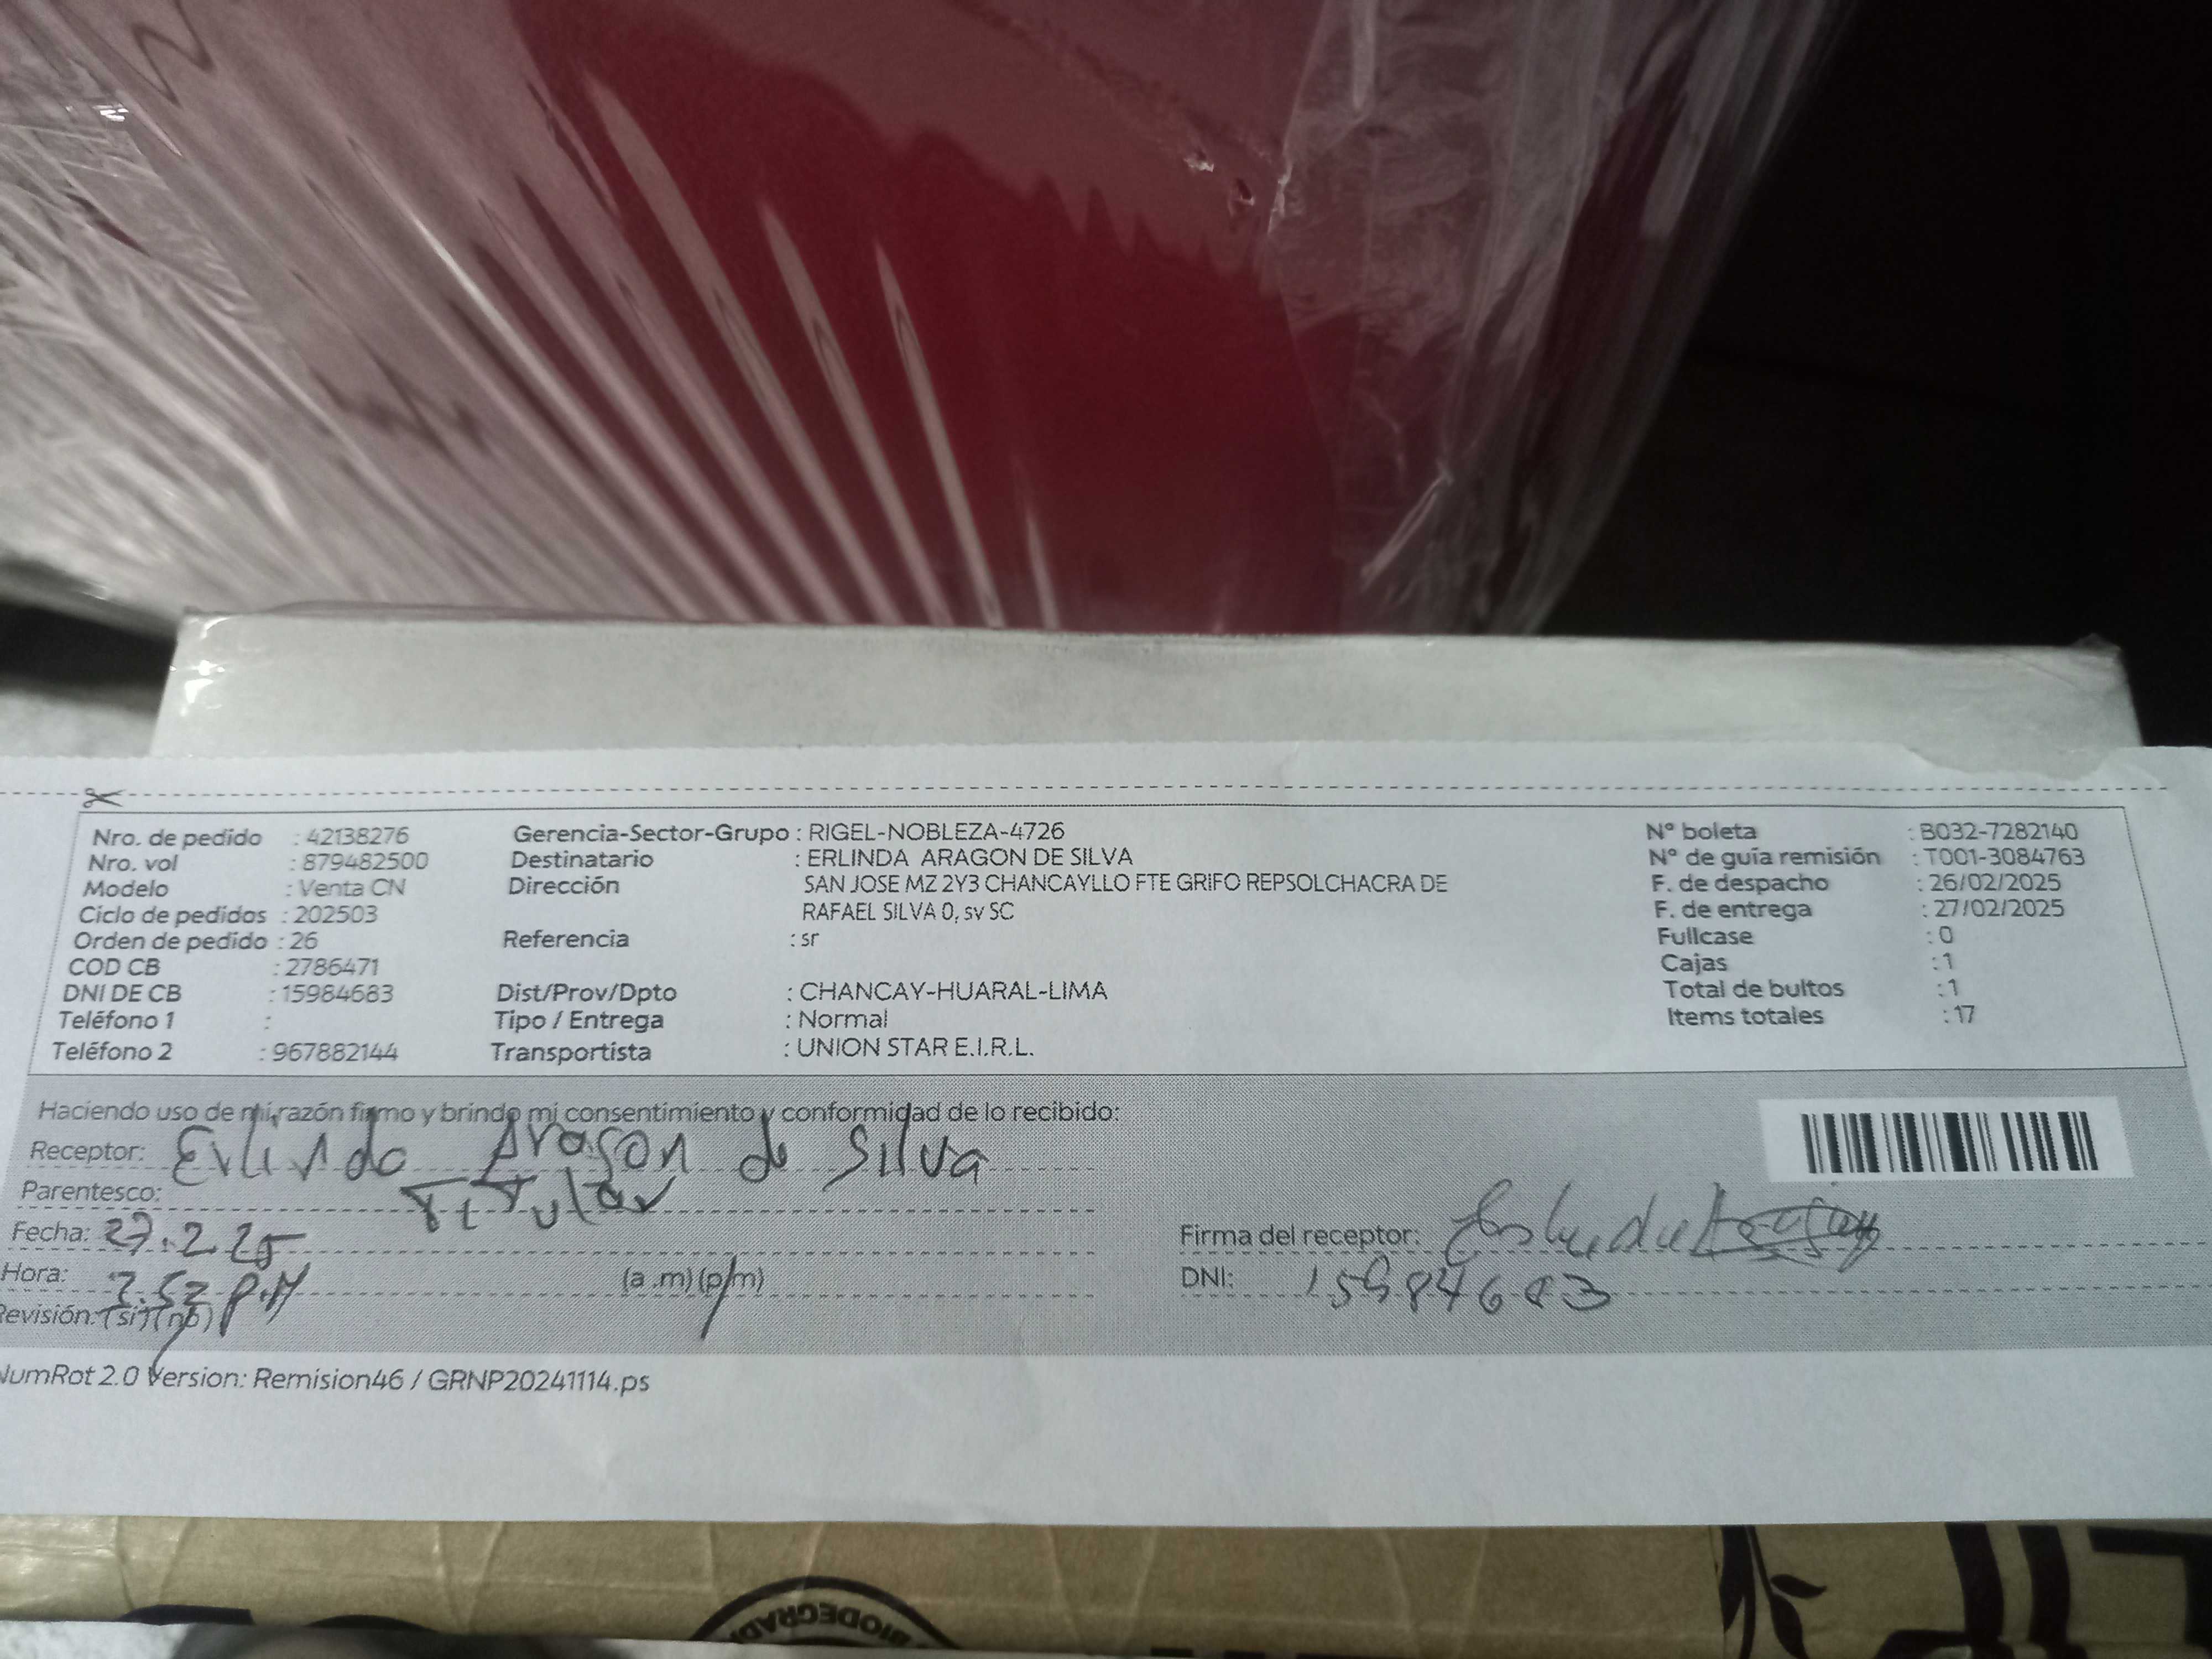 Nro. de pedido : 42138276
Nro. vol : 879482500
Modelo : Venta CN
Ciclo de pedidos : 202503
Orden de pedido : 26
COD CB : 2786471
DNI DE CB : 15984683
Teléfono 1 :
Teléfono 2 : 967882144
Gerencia-Sector-Grupo : RIGEL-NOBLEZA-4726
Destinatario : ERLINDA ARAGON DE SILVA
Dirección SAN JOSE MZ 2Y3 CHANCAYLLO FTE GRIFO REPSOLCHACRA DE
RAFAEL SILVA 0, sv SC
Referencia : sr
Dist/Prov/Dpto : CHANCAY-HUARAL-LIMA
Tipo / Entrega : Normal
Transportista : UNION STAR E.I.R.L.
N° boleta : B032-7282140
N° de guía remisión : T001-3084763
F. de despacho : 26/02/2025
F. de entrega : 27/02/2025
Fullcase : 0
Cajas : 1
Total de bultos : 1
Items totales : 17
Haciendo uso de mi razón firmo y brindo mi consentimiento y conformidad de lo recibido:
Receptor: Erlinda Aragon de Silva
Parentesco: Titular
Fecha: 27.2.25
Hora: (a .m) (p/m)
Revisión: (si) (no)
Firma del receptor:
DNI: 15984683
NumRot 2.0 Version: Remision46 / GRNP20241114.ps